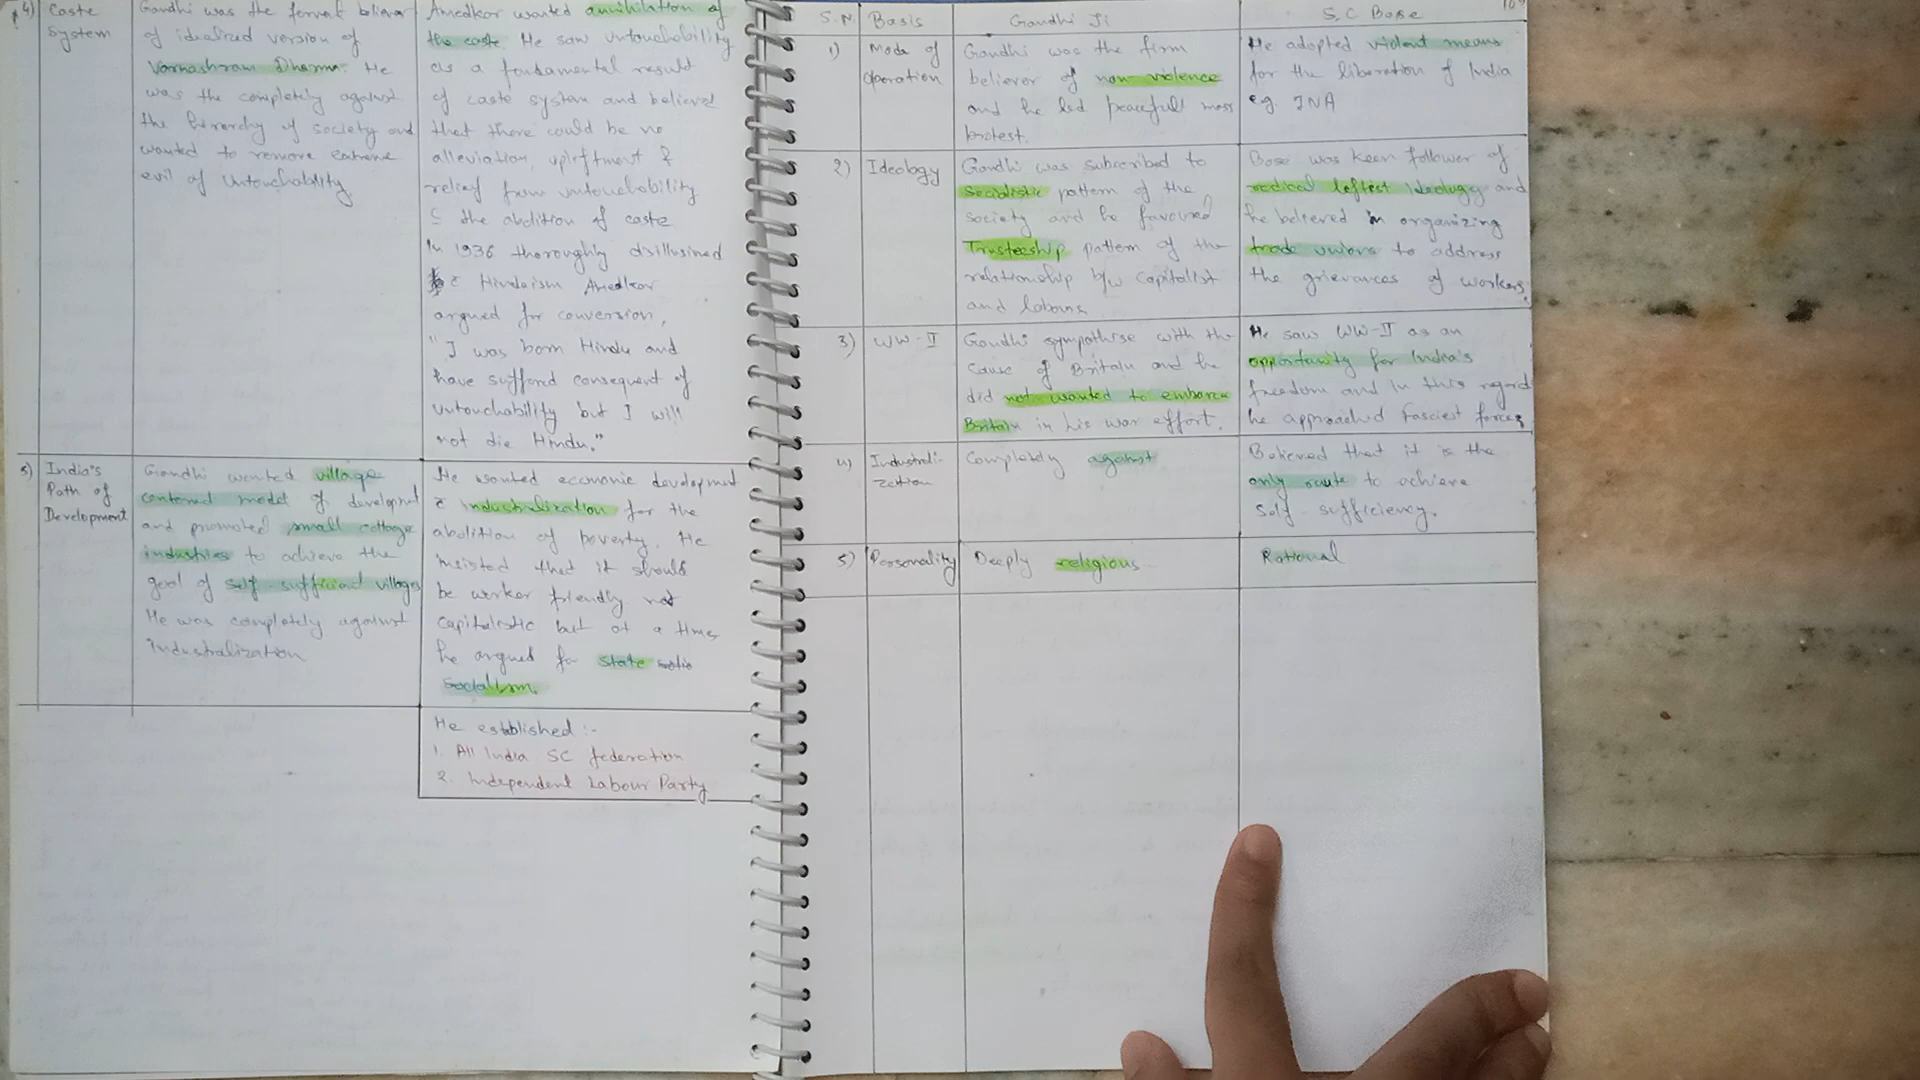 4) Caste System
Gandhi was the fervent believer
of idealized version of
Varnashram Dharma. He
was the completely against
the hierarchy of society and
wanted to remove extreme
evil of Untouchability
Amedkar wanted annihilation of
the caste. He saw untouchability
as a fundamental result
of caste system and believed
that there could be no
alleviation, upliftment &
relief from untouchability
the abolition of caste
In 1936 thoroughly disillusined
Hinduism Amedkar
argued for conversion,
"I was born Hindu and
have sufferd consequent of
Untouchability but I will
not die Hindu."
5) India's
Path of
Development
Gandhi wanted village
centered model of development
and promoted small cottage
industries to achieve the
goal of self-sufficient village
He was completely against
Industralization
He wanted economic development
industralization for the
abolition of poverty. He
insisted that it should
be worker friendly not
capitalistic but at a times
he argued for state
socialism.
He established :-
1. All India SC federation
2. Independent Labour Party
S.N. Basis Gandhi Ji S.C Bose
1) Mode of
Operation
Gandhi was the firm
believer of non-violence
and he led peacefull mass
protest.
He adopted violent means
for the liberation of India
eg. INA
2) Ideology
Gandhi was subscribed to
Socialistic pattern of the
society and he favoured
Trusteeship pattern of the
relationship b/w Capitalist
and labours
Bose was keen follower of
radical leftist Ideology and
he believed in organizing
trade unions to address
the grievances of workers.
3) WW-II
Gandhi sympathise with the
cause of Britain and he
did not wanted to embarce
Britain in his war effort.
He saw WW-II as an
opportunity for India's
freedom and in this regard
he approached Fasciest forces
4) Industrali-
zation
Completely against
Believed that it is the
only route to achieve
Self-sufficiency.
5) Personality
Deeply religious
Rational